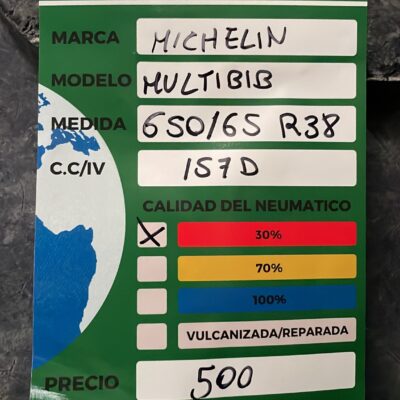 MARCA MICHELIN
MODELO MULTIBIB
MEDIDA 650/65 R38
C.C/IV 157D
CALIDAD DEL NEUMATICO
X 30%
70%
100%
VULCANIZADA/REPARADA
PRECIO 500